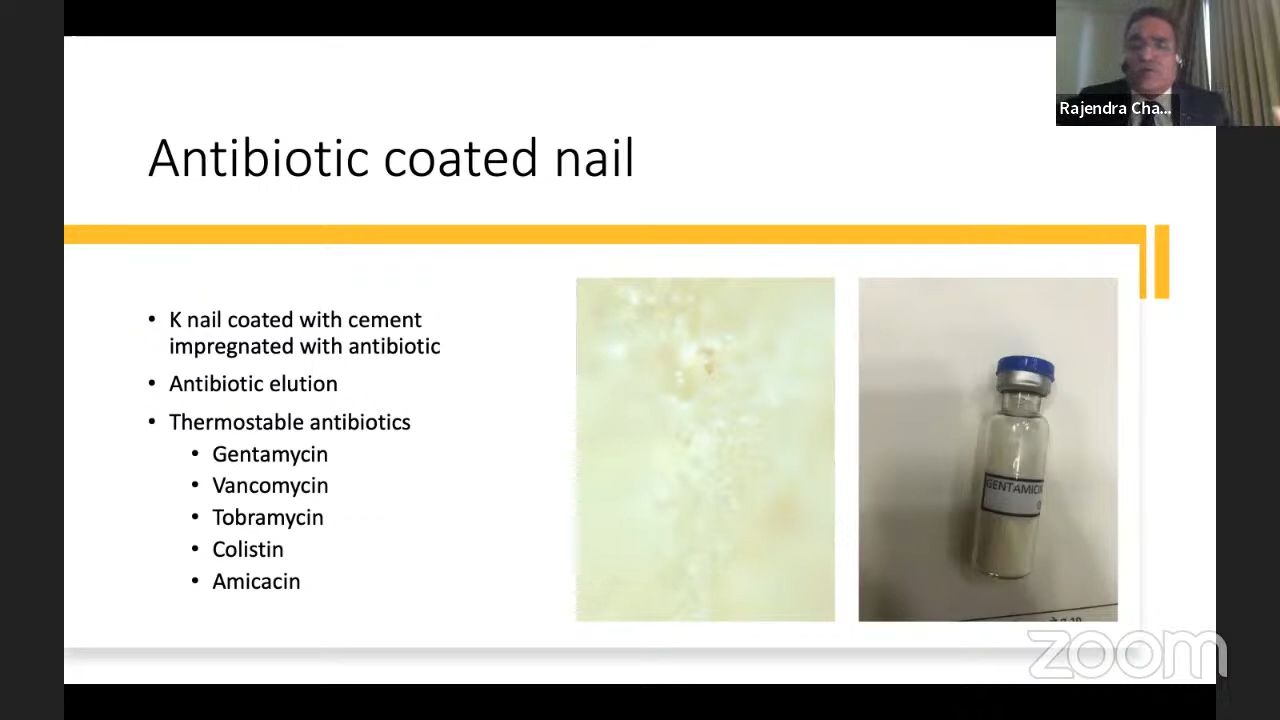 Rajendra Cha...
Antibiotic coated nail
• K nail coated with cement
impregnated with antibiotic
• Antibiotic elution
• Thermostable antibiotics
• Gentamycin
• Vancomycin
• Tobramycin
• Colistin
• Amicacin
GENTAMICI
zoom